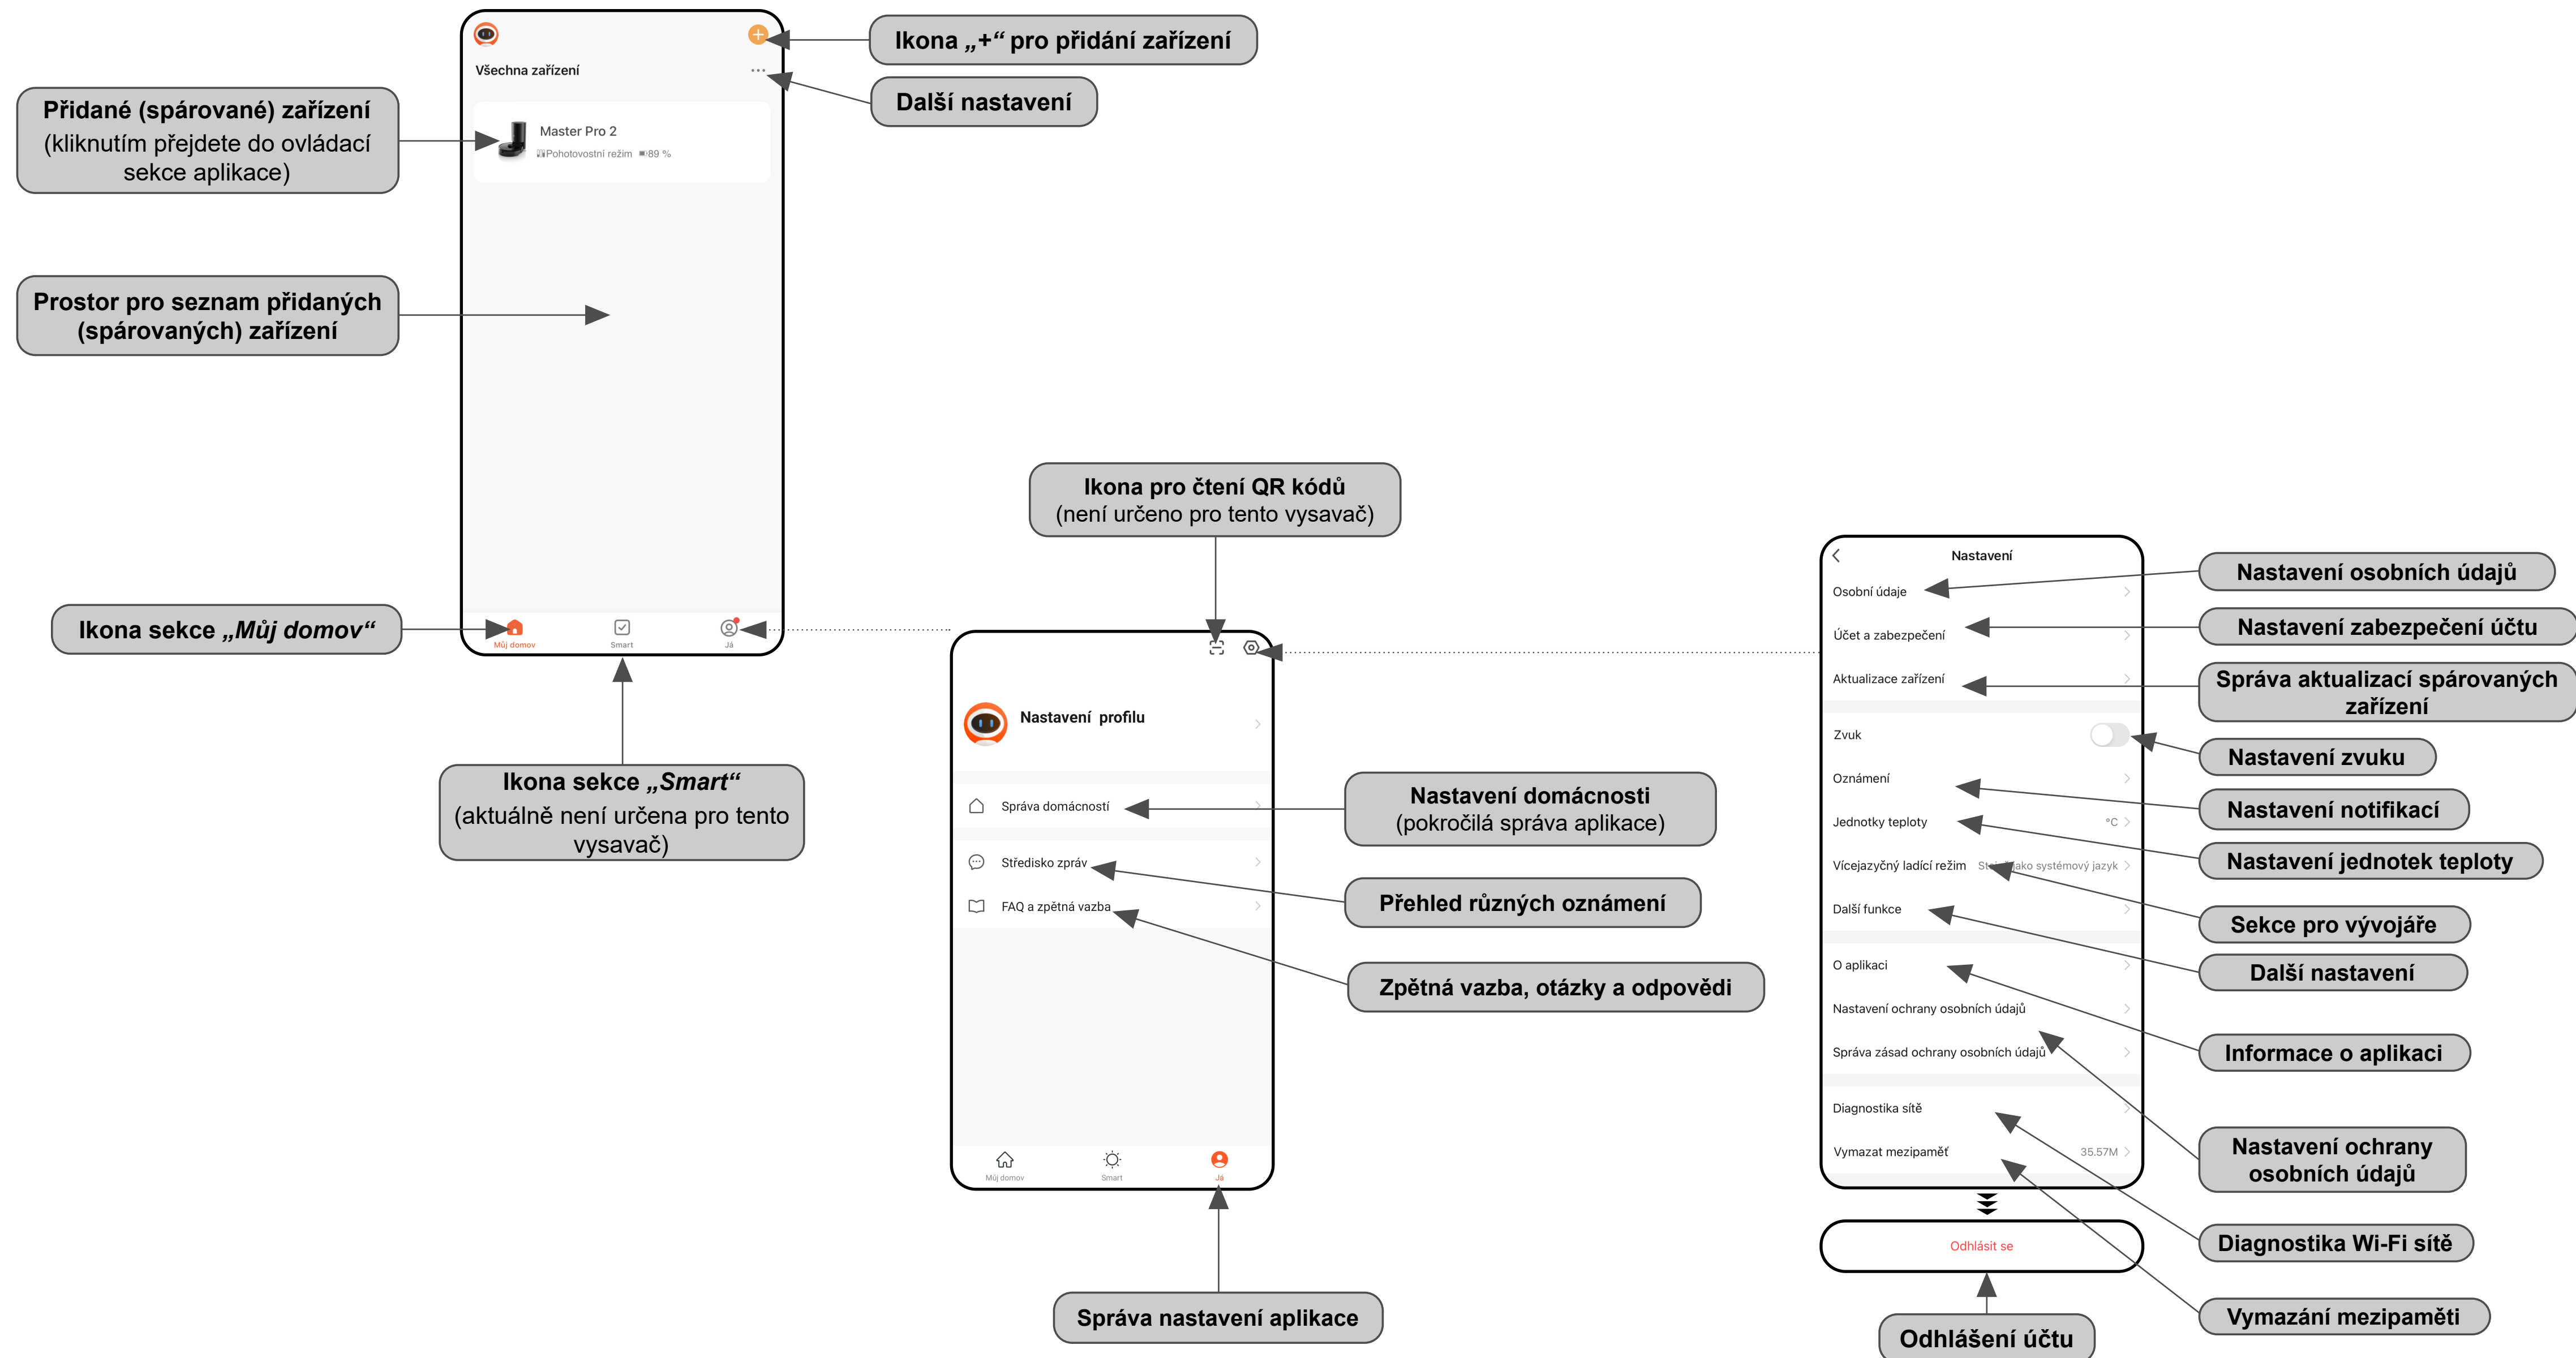 Ikona „+“ pro přidání zařízení
Všechna zařízení
Další nastavení
Přidané (spárované) zařízení
(kliknutím přejdete do ovládací
sekce aplikace)
Master Pro 2
Pohotovostní režim 89 %
Prostor pro seznam přidaných
(spárovaných) zařízení
Ikona sekce „Můj domov“
Můj domov
Smart
Já
Ikona sekce „Smart“
(aktuálně není určena pro tento
vysavač)
Ikona pro čtení QR kódů
(není určeno pro tento vysavač)
Nastavení profilu
Správa domácností
Nastavení domácnosti
(pokročilá správa aplikace)
Středisko zpráv
Přehled různých oznámení
FAQ a zpětná vazba
Zpětná vazba, otázky a odpovědi
Můj domov
Smart
Já
Správa nastavení aplikace
Nastavení
Osobní údaje
Nastavení osobních údajů
Účet a zabezpečení
Nastavení zabezpečení účtu
Aktualizace zařízení
Správa aktualizací spárovaných
zařízení
Zvuk
Nastavení zvuku
Oznámení
Nastavení notifikací
Jednotky teploty
°C
Nastavení jednotek teploty
Vícejazyčný ladící režim
jako systémový jazyk
Sekce pro vývojáře
Další funkce
Další nastavení
O aplikaci
Informace o aplikaci
Nastavení ochrany osobních údajů
Správa zásad ochrany osobních údajů
Nastavení ochrany
osobních údajů
Diagnostika sítě
Diagnostika Wi-Fi sítě
Vymazat mezipaměť
35.57M
Vymazání mezipaměti
Odhlásit se
Odhlášení účtu